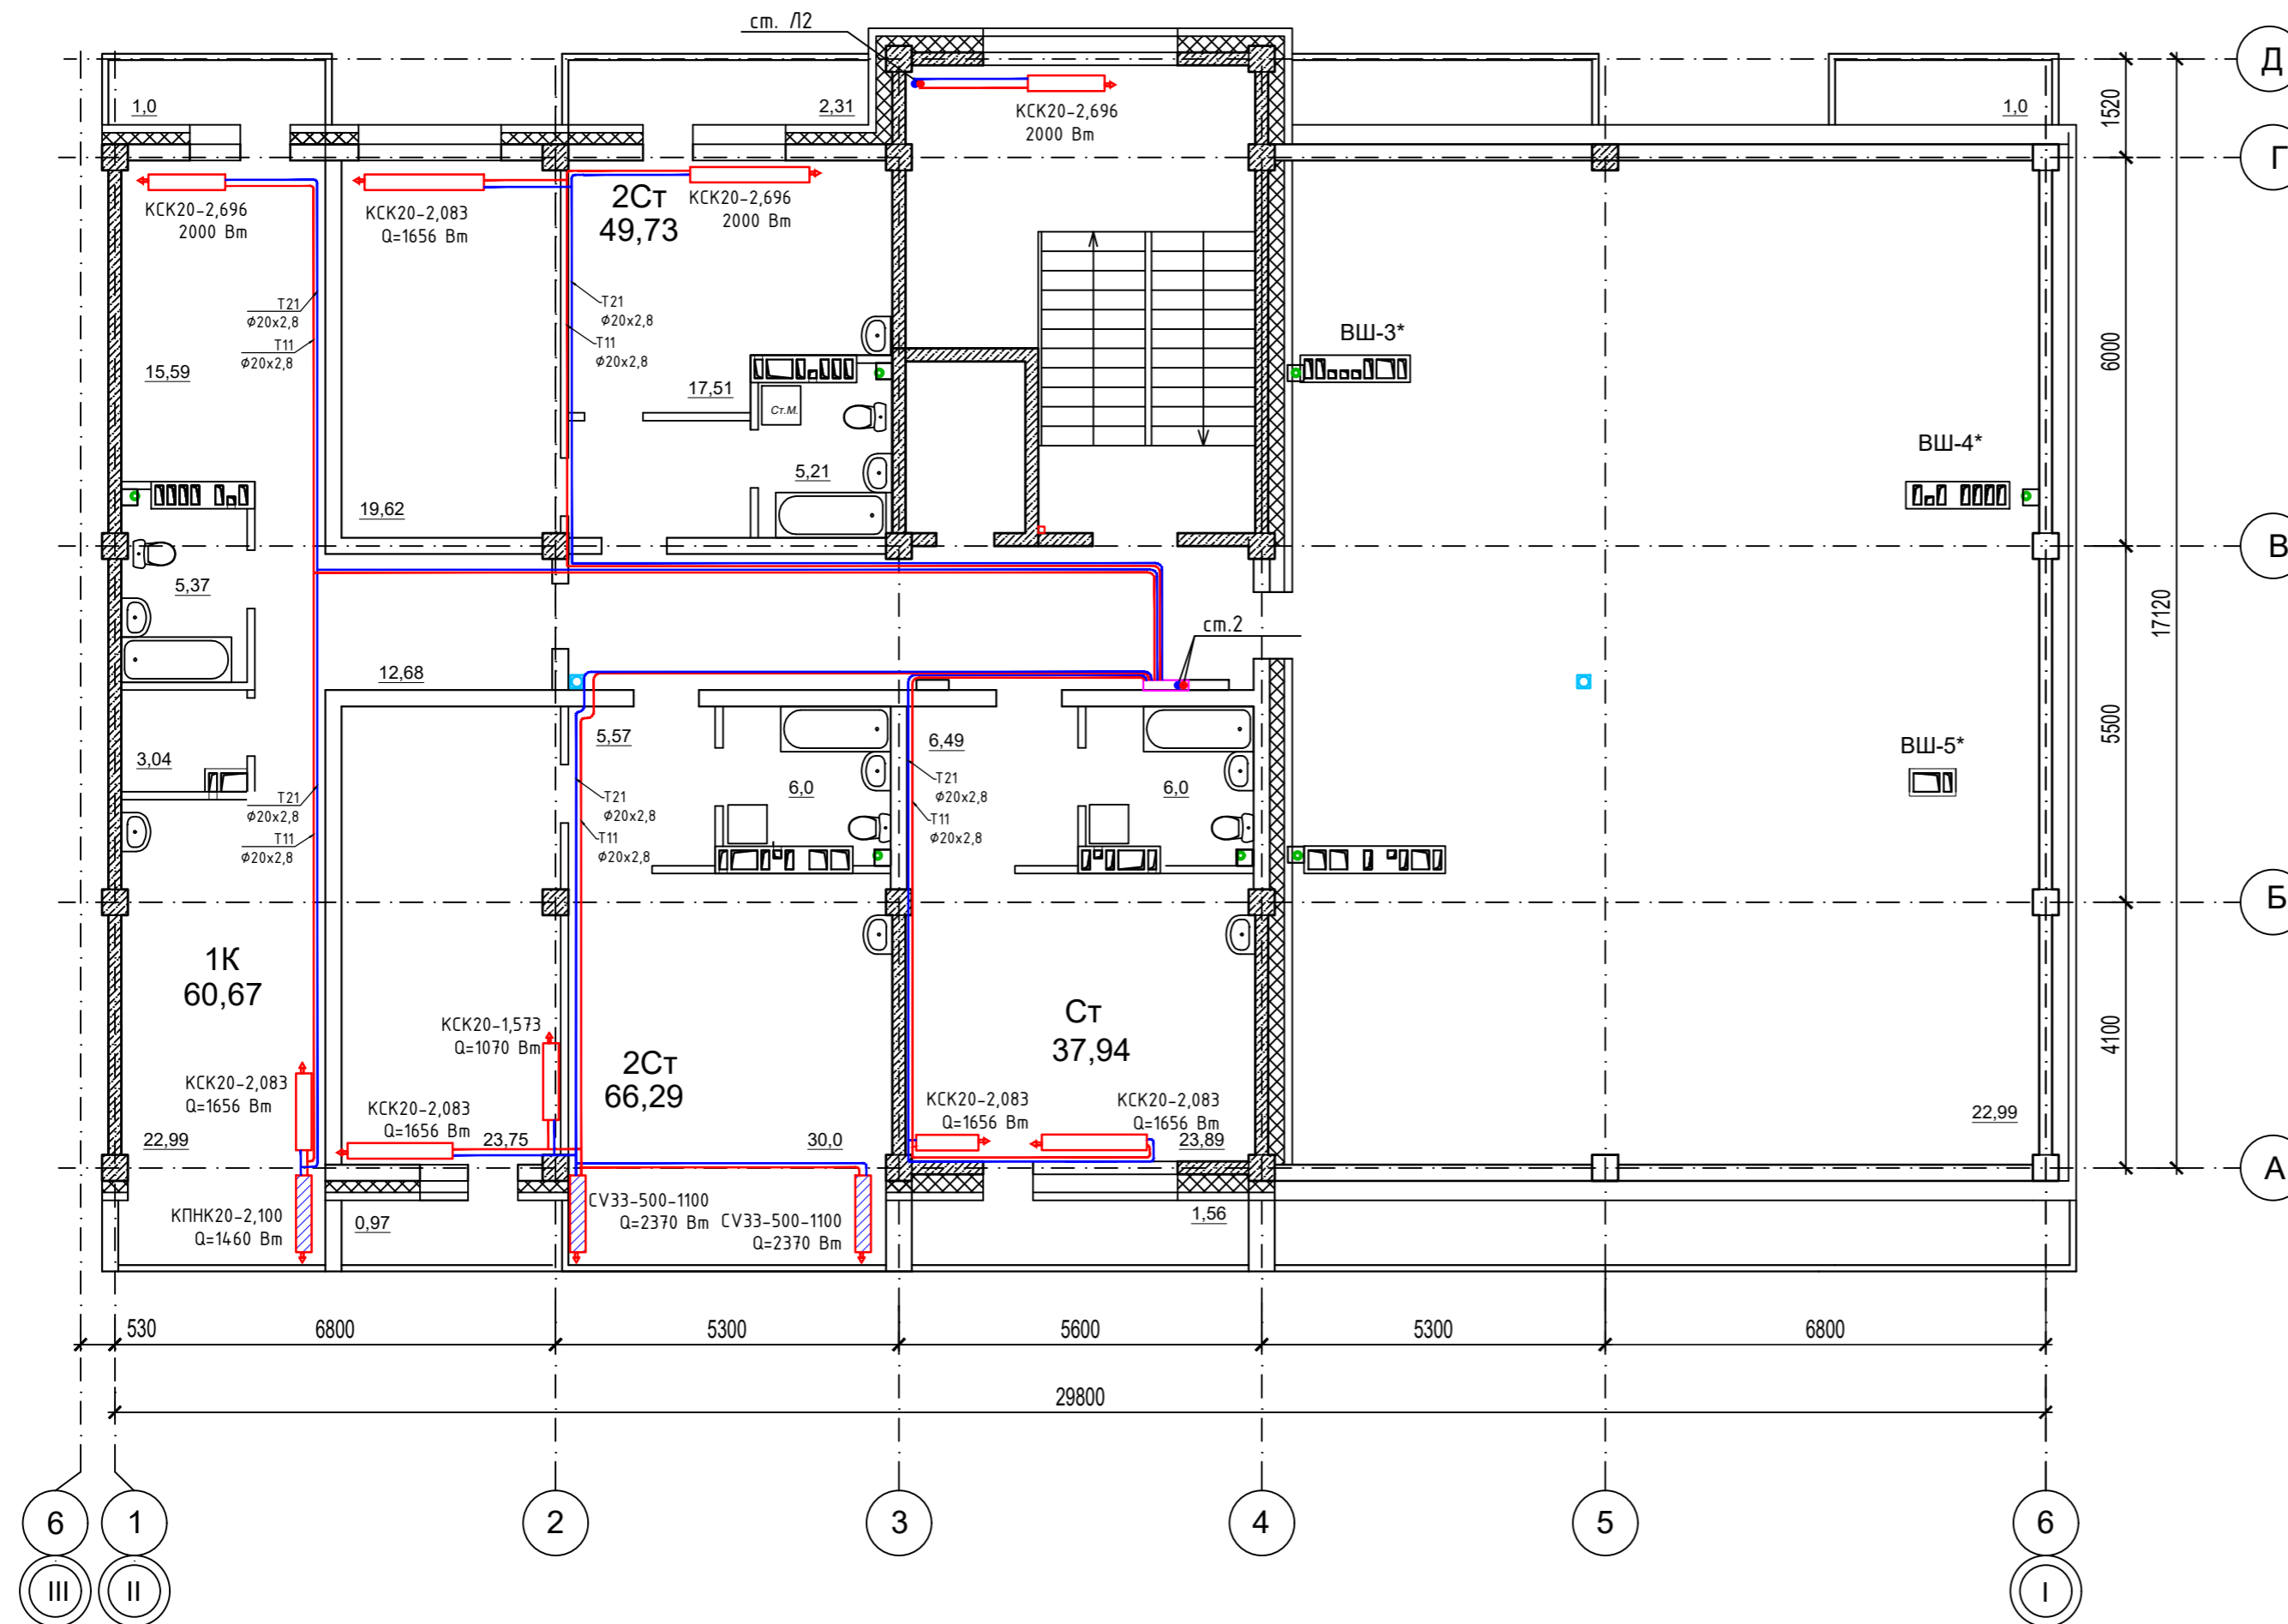 ст. Л2
Д
1,0
2,31
КСК20-2,696
2000 Вт
1,0
1520
Г
КСК20-2,696
2000 Вт
КСК20-2,083
Q=1656 Вт
2Ст
49,73
КСК20-2,696
2000 Вт
Т21
Ф20х2,8
Т11
Ф20х2,8
Т21
Ф20х2,8
Т11
Ф20х2,8
ВШ-3*
6000
15,59
17,51
Ст.М.
ВШ-4*
5,21
19,62
В
5,37
17120
ст.2
12,68
5500
5,57
6,49
3,04
ВШ-5*
Т21
Ф20х2,8
Т11
Ф20х2,8
Т21
Ф20х2,8
Т11
Ф20х2,8
6,0
Т21
Ф20х2,8
Т11
Ф20х2,8
6,0
Б
1К
60,67
КСК20-1,573
Q=1070 Вт
Ст
37,94
4100
2Ст
66,29
КСК20-2,083
Q=1656 Вт
КСК20-2,083
Q=1656 Вт
КСК20-2,083
Q=1656 Вт
КСК20-2,083
Q=1656 Вт
22,99
23,75
30,0
23,89
22,99
А
КПНК20-2,100
Q=1460 Вт
0,97
СV33-500-1100
Q=2370 Вт
СV33-500-1100
Q=2370 Вт
1,56
530
6800
5300
5600
5300
6800
29800
6
1
2
3
4
5
6
III
II
I